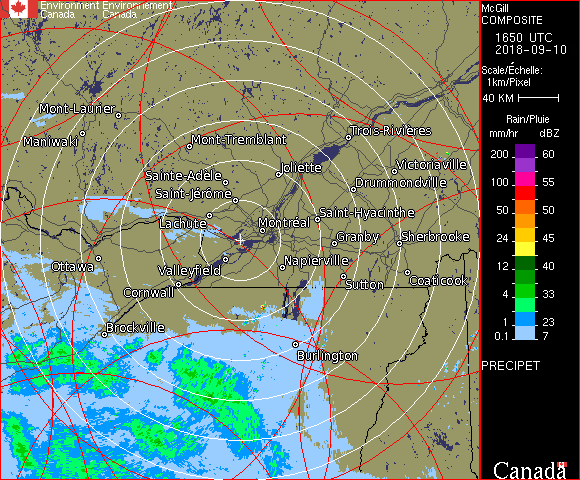 Environment Environnement
Canada Canada
McGill
COMPOSITE
1650 UTC
2018-09-10
Scale/Échelle:
1km/Pixel
40 KM
Rain/Pluie
mm/hr dBZ
200 60
55
100 55
50 50
24 45
12 40
4 33
1 23
0.1 7
PRECIPET
Canada
Mont-Laurier
Maniwaki
Mont-Tremblant
Trois-Rivières
Sainte-Adèle
Joliette
Victoriaville
Saint-Jérôme
Drummondville
Lachute
Montréal
Saint-Hyacinthe
Granby
Sherbrooke
Ottawa
Valleyfield
Napierville
Cornwall
Sutton
Coaticook
Brockville
Burlington